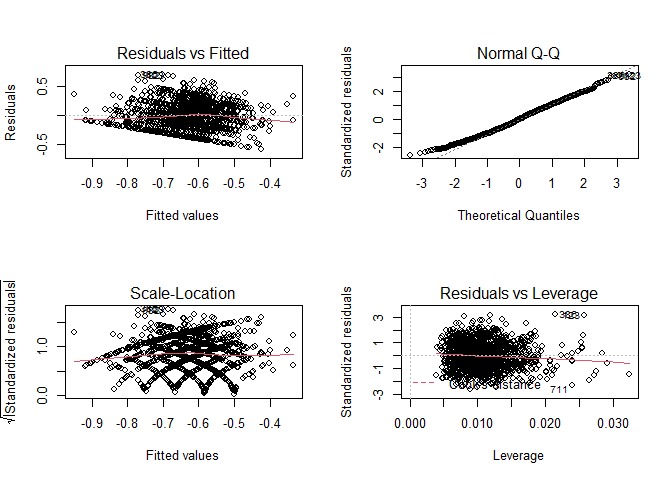 Residuals vs Fitted
Residuals
-0.5
0.5
-0.9 -0.8 -0.7 -0.6 -0.5 -0.4
Fitted values
Normal Q-Q
Standardized residuals
-2 0 2
-3 -2 -1 0 1 2 3
Theoretical Quantiles
Scale-Location
√|Standardized residuals|
0.0 1.0
-0.9 -0.8 -0.7 -0.6 -0.5 -0.4
Fitted values
Residuals vs Leverage
Standardized residuals
-3 -1 1 3
711
Cook's distance
0.000 0.010 0.020 0.030
Leverage